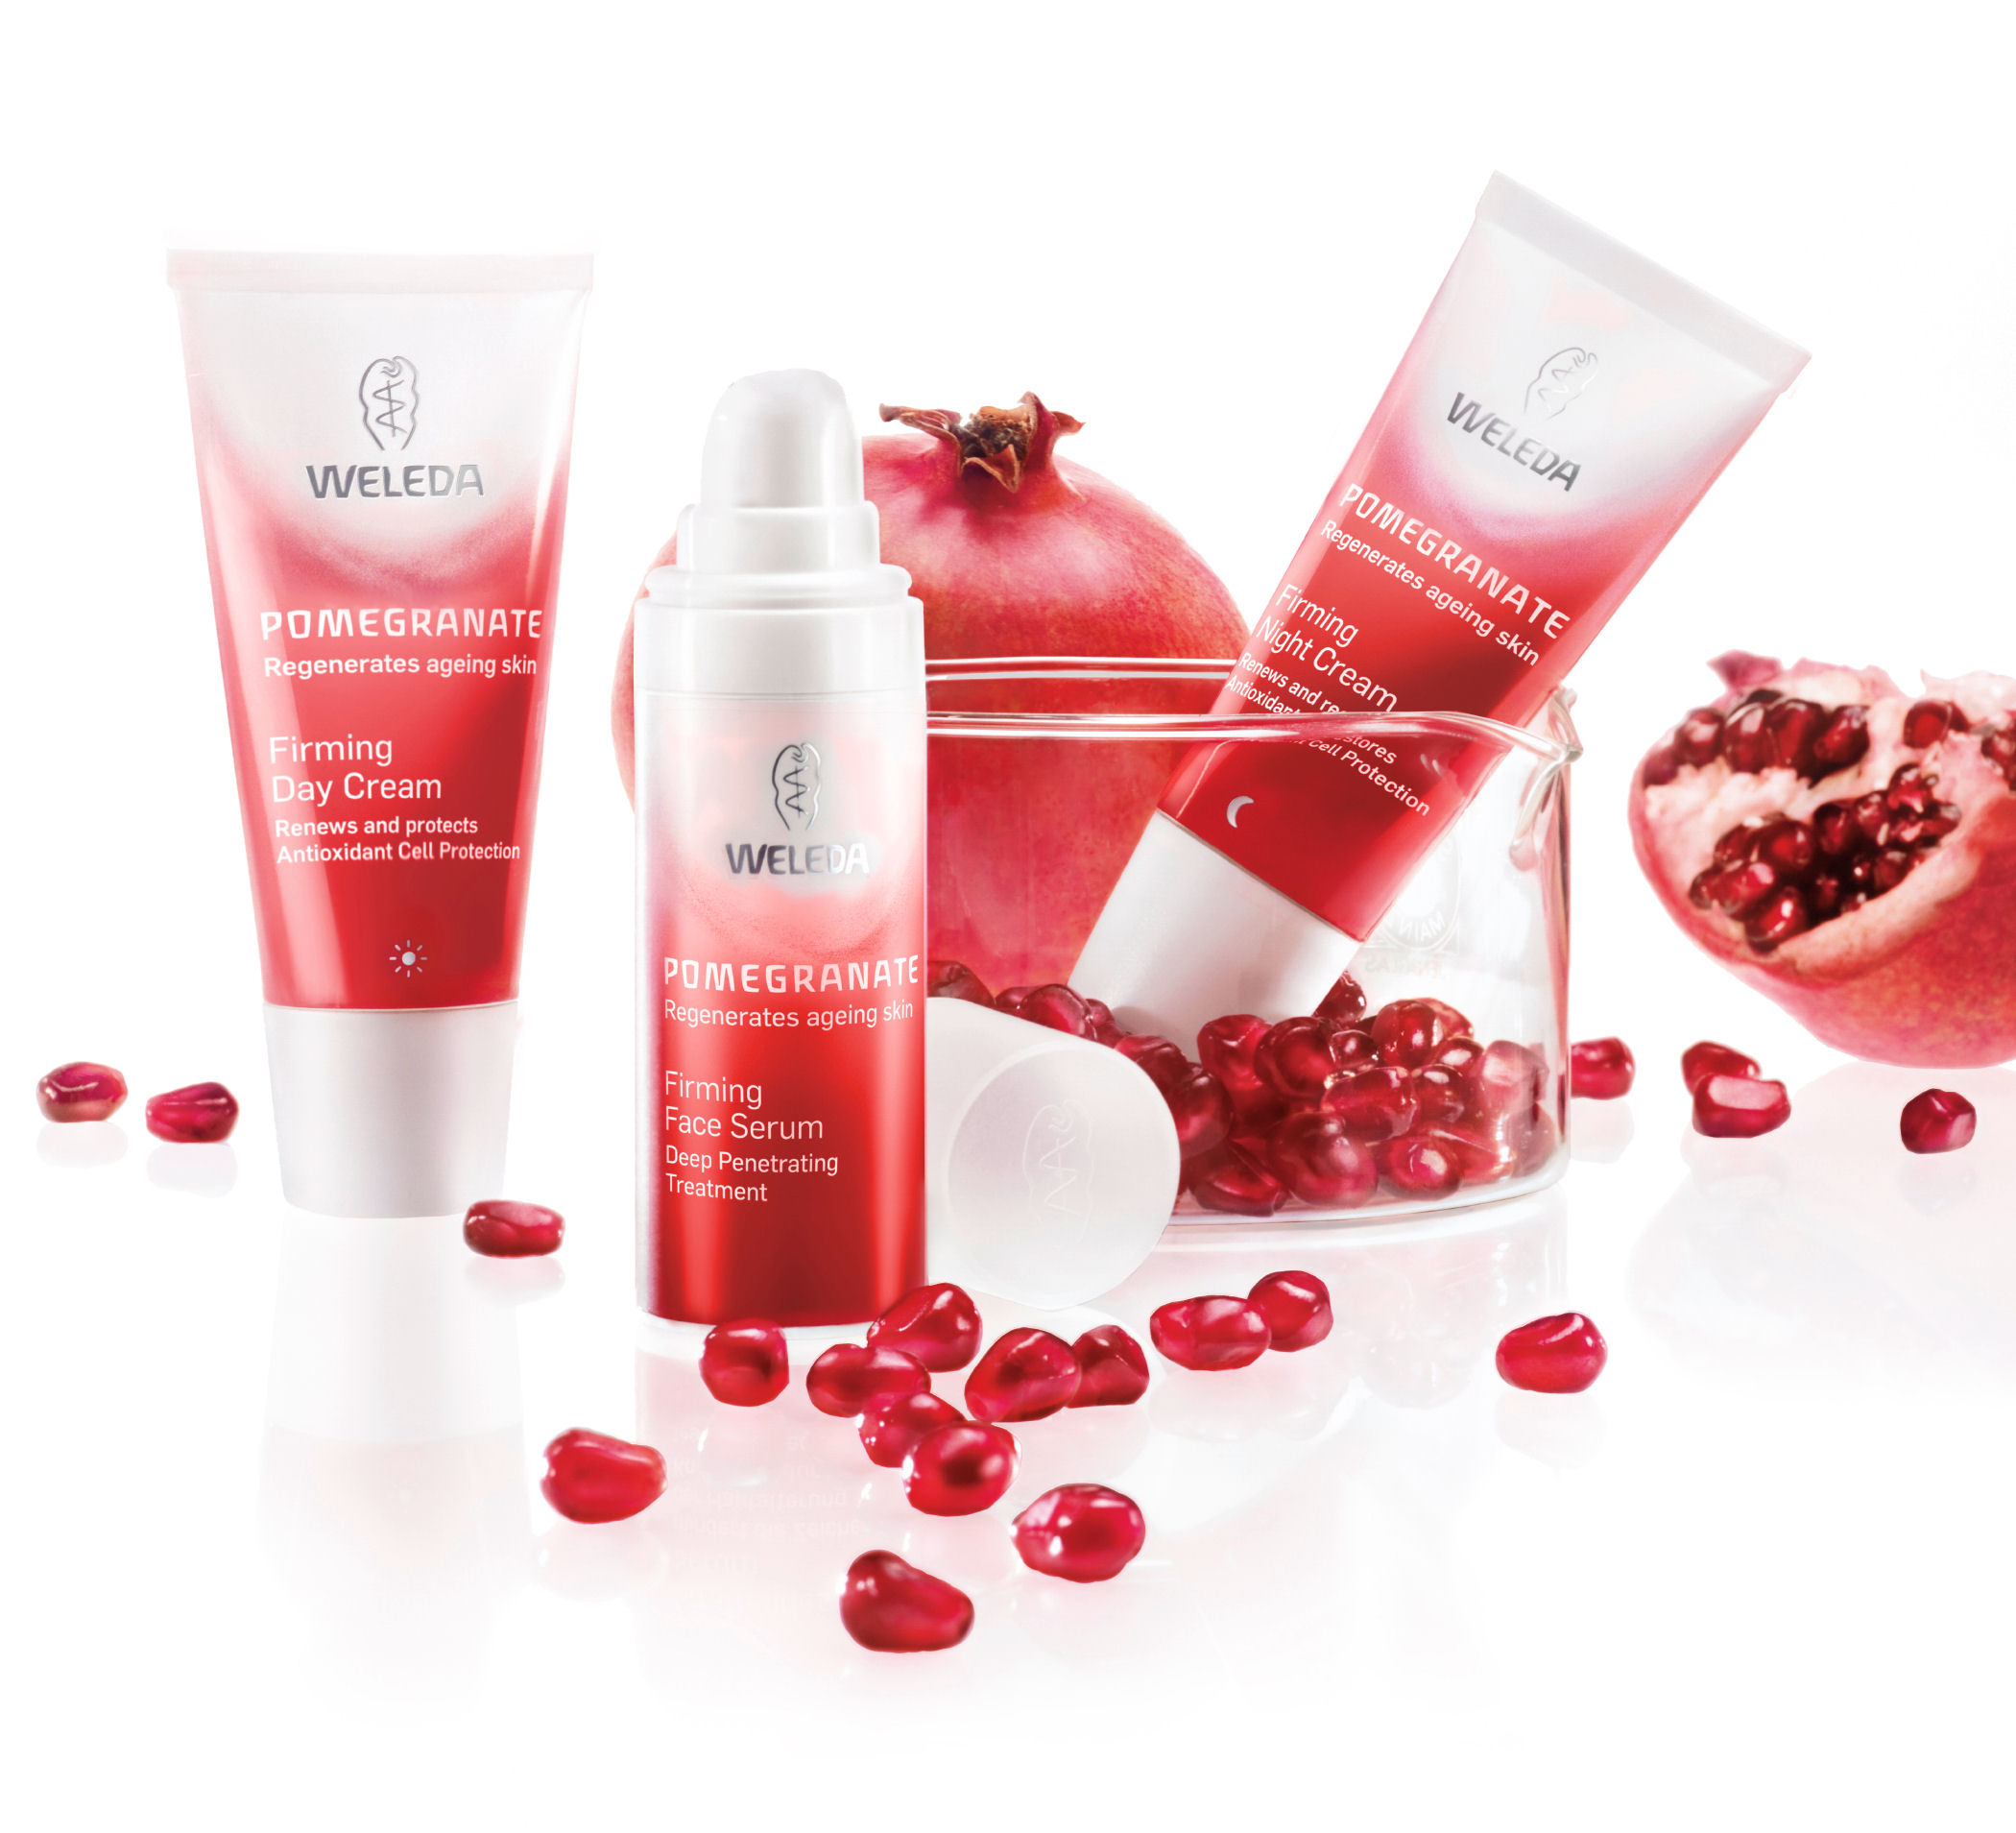 WELEDA
POMEGRANATE
Regenerates ageing skin
Firming
Day Cream
Renews and protects
Antioxidant Cell Protection
WELEDA
POMEGRANATE
Regenerates ageing skin
Firming
Face Serum
Deep Penetrating
Treatment
WELEDA
POMEGRANATE
Regenerates ageing skin
Firming
Night Cream
Renews and restores
Antioxidant Cell Protection